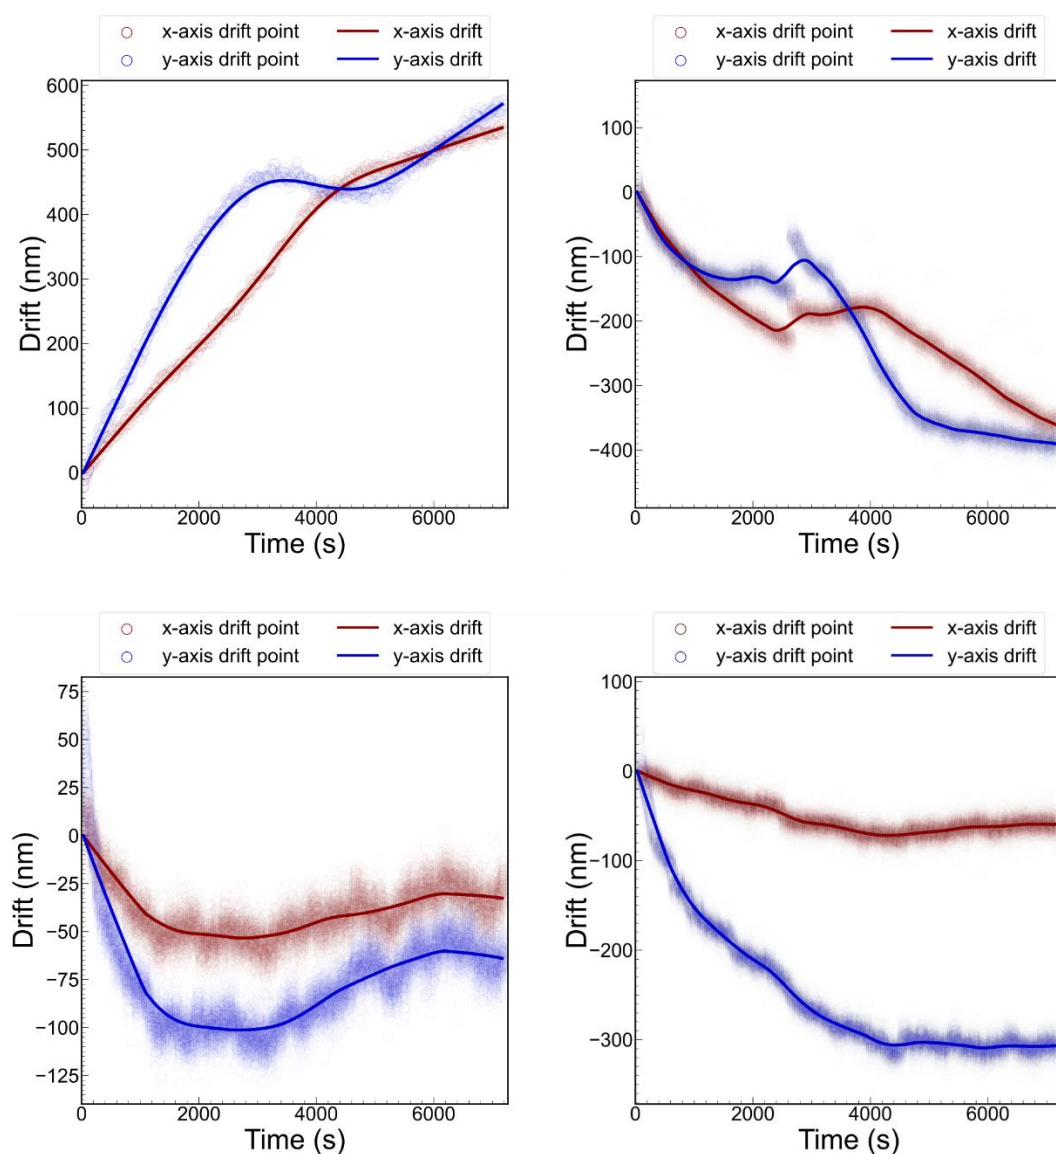 x-axis drift point x-axis drift
y-axis drift point y-axis drift
600
500
400
300
200
100
0
Drift (nm)
0 2000 4000 6000
Time (s)
x-axis drift point x-axis drift
y-axis drift point y-axis drift
100
0
−100
−200
−300
−400
Drift (nm)
0 2000 4000 6000
Time (s)
x-axis drift point x-axis drift
y-axis drift point y-axis drift
75
50
25
0
−25
−50
−75
−100
−125
Drift (nm)
0 2000 4000 6000
Time (s)
x-axis drift point x-axis drift
y-axis drift point y-axis drift
100
0
−100
−200
−300
Drift (nm)
0 2000 4000 6000
Time (s)